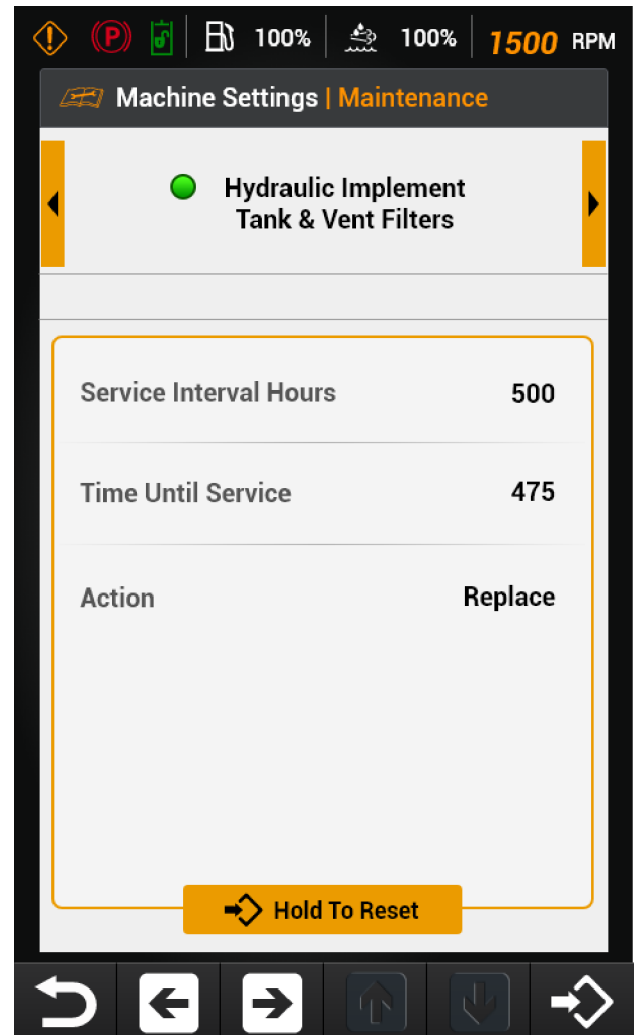 (P) 100% 100% 1500 RPM
Machine Settings | Maintenance
Hydraulic Implement
Tank & Vent Filters
Service Interval Hours 500
Time Until Service 475
Action Replace
Hold To Reset